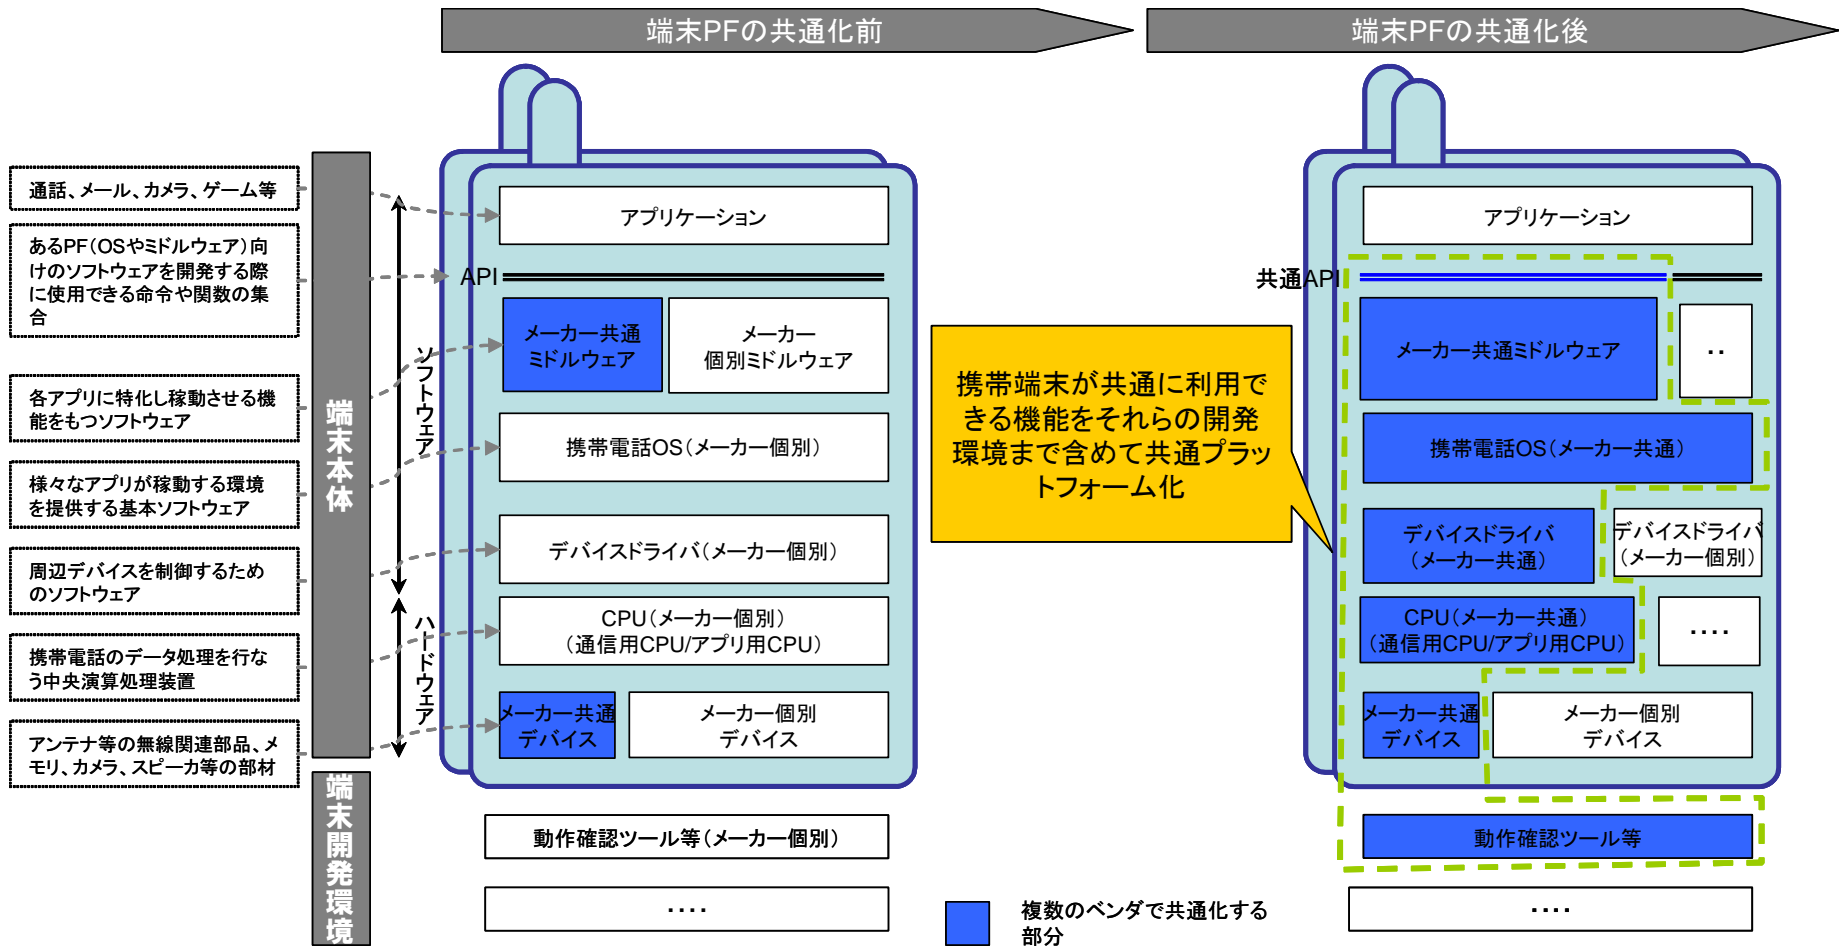 端末PFの共通化前
端末PFの共通化後
通話、メール、カメラ、ゲーム等
あるPF(OSやミドルウェア)向
けのソフトウェアを開発する際
に使用できる命令や関数の集
合
各アプリに特化し稼動させる機
能をもつソフトウェア
様々なアプリが稼動する環境
を提供する基本ソフトウェア
周辺デバイスを制御するため
のソフトウェア
携帯電話のデータ処理を行な
う中央演算処理装置
アンテナ等の無線関連部品、メ
モリ、カメラ、スピーカ等の部材
端末本体
端末開発環境
ソフトウェア
ハードウェア
アプリケーション
API
メーカー共通
ミドルウェア
メーカー
個別ミドルウェア
携帯電話OS(メーカー個別)
デバイスドライバ(メーカー個別)
CPU(メーカー個別)
(通信用CPU/アプリ用CPU)
メーカー共通
デバイス
メーカー個別
デバイス
動作確認ツール等(メーカー個別)
‥‥
携帯端末が共通に利用で
きる機能をそれらの開発
環境まで含めて共通プラッ
トフォーム化
アプリケーション
共通API
メーカー共通ミドルウェア
‥
携帯電話OS(メーカー共通)
デバイスドライバ
(メーカー共通)
デバイスドライバ
(メーカー個別)
CPU(メーカー共通)
(通信用CPU/アプリ用CPU)
‥‥
メーカー共通
デバイス
メーカー個別
デバイス
動作確認ツール等
‥‥
複数のベンダで共通化する
部分